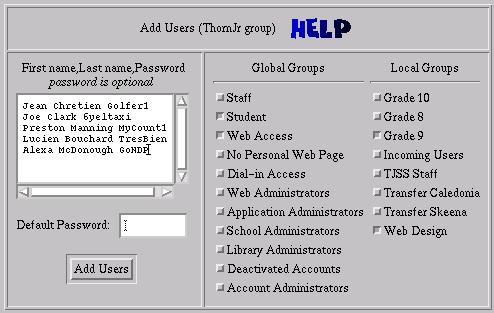 Add Users (ThornJr group) HELP
First name,Last name,Password
password is optional
Jean Chretien Golfer1
Joe Clark 6yeltaxi
Preston Manning MyCount1
Lucien Bouchard TresBien
Alexa McDonough GoNDP
Default Password:
Add Users
Global Groups
Staff
Student
Web Access
No Personal Web Page
Dial-in Access
Web Administrators
Application Administrators
School Administrators
Library Administrators
Deactivated Accounts
Account Administrators
Local Groups
Grade 10
Grade 8
Grade 9
Incoming Users
TJSS Staff
Transfer Caledonia
Transfer Skeena
Web Design